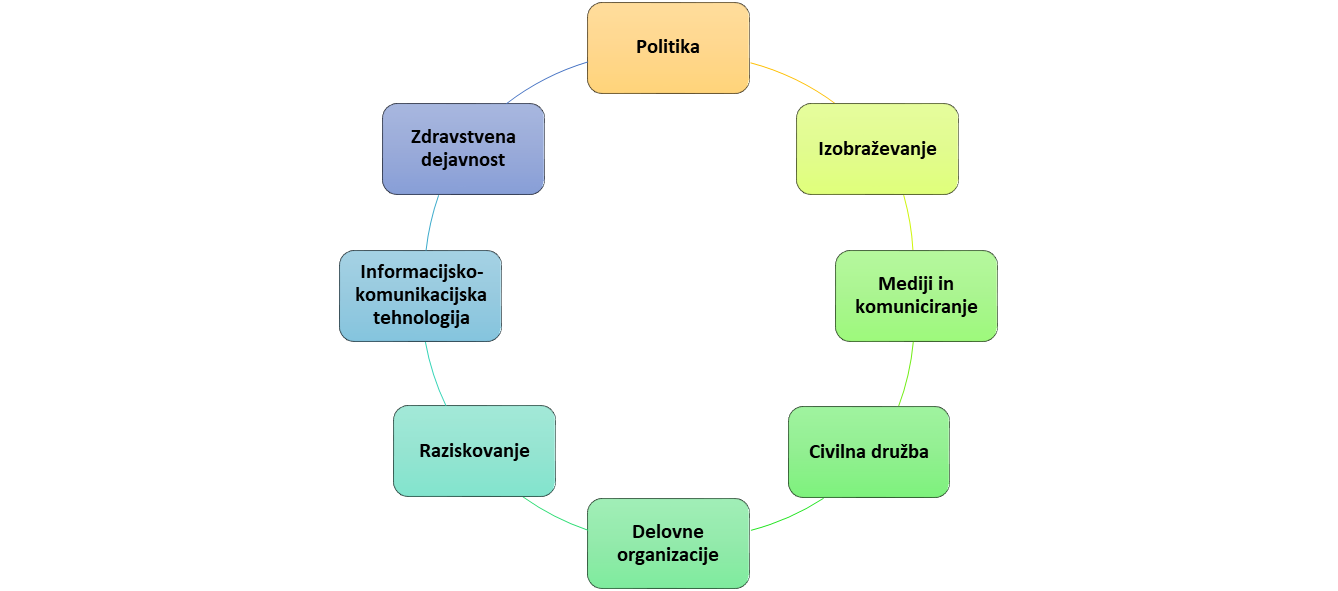 Politika
Izobraževanje
Mediji in
komuniciranje
Civilna družba
Delovne
organizacije
Raziskovanje
Informacijsko-
komunikacijska
tehnologija
Zdravstvena
dejavnost